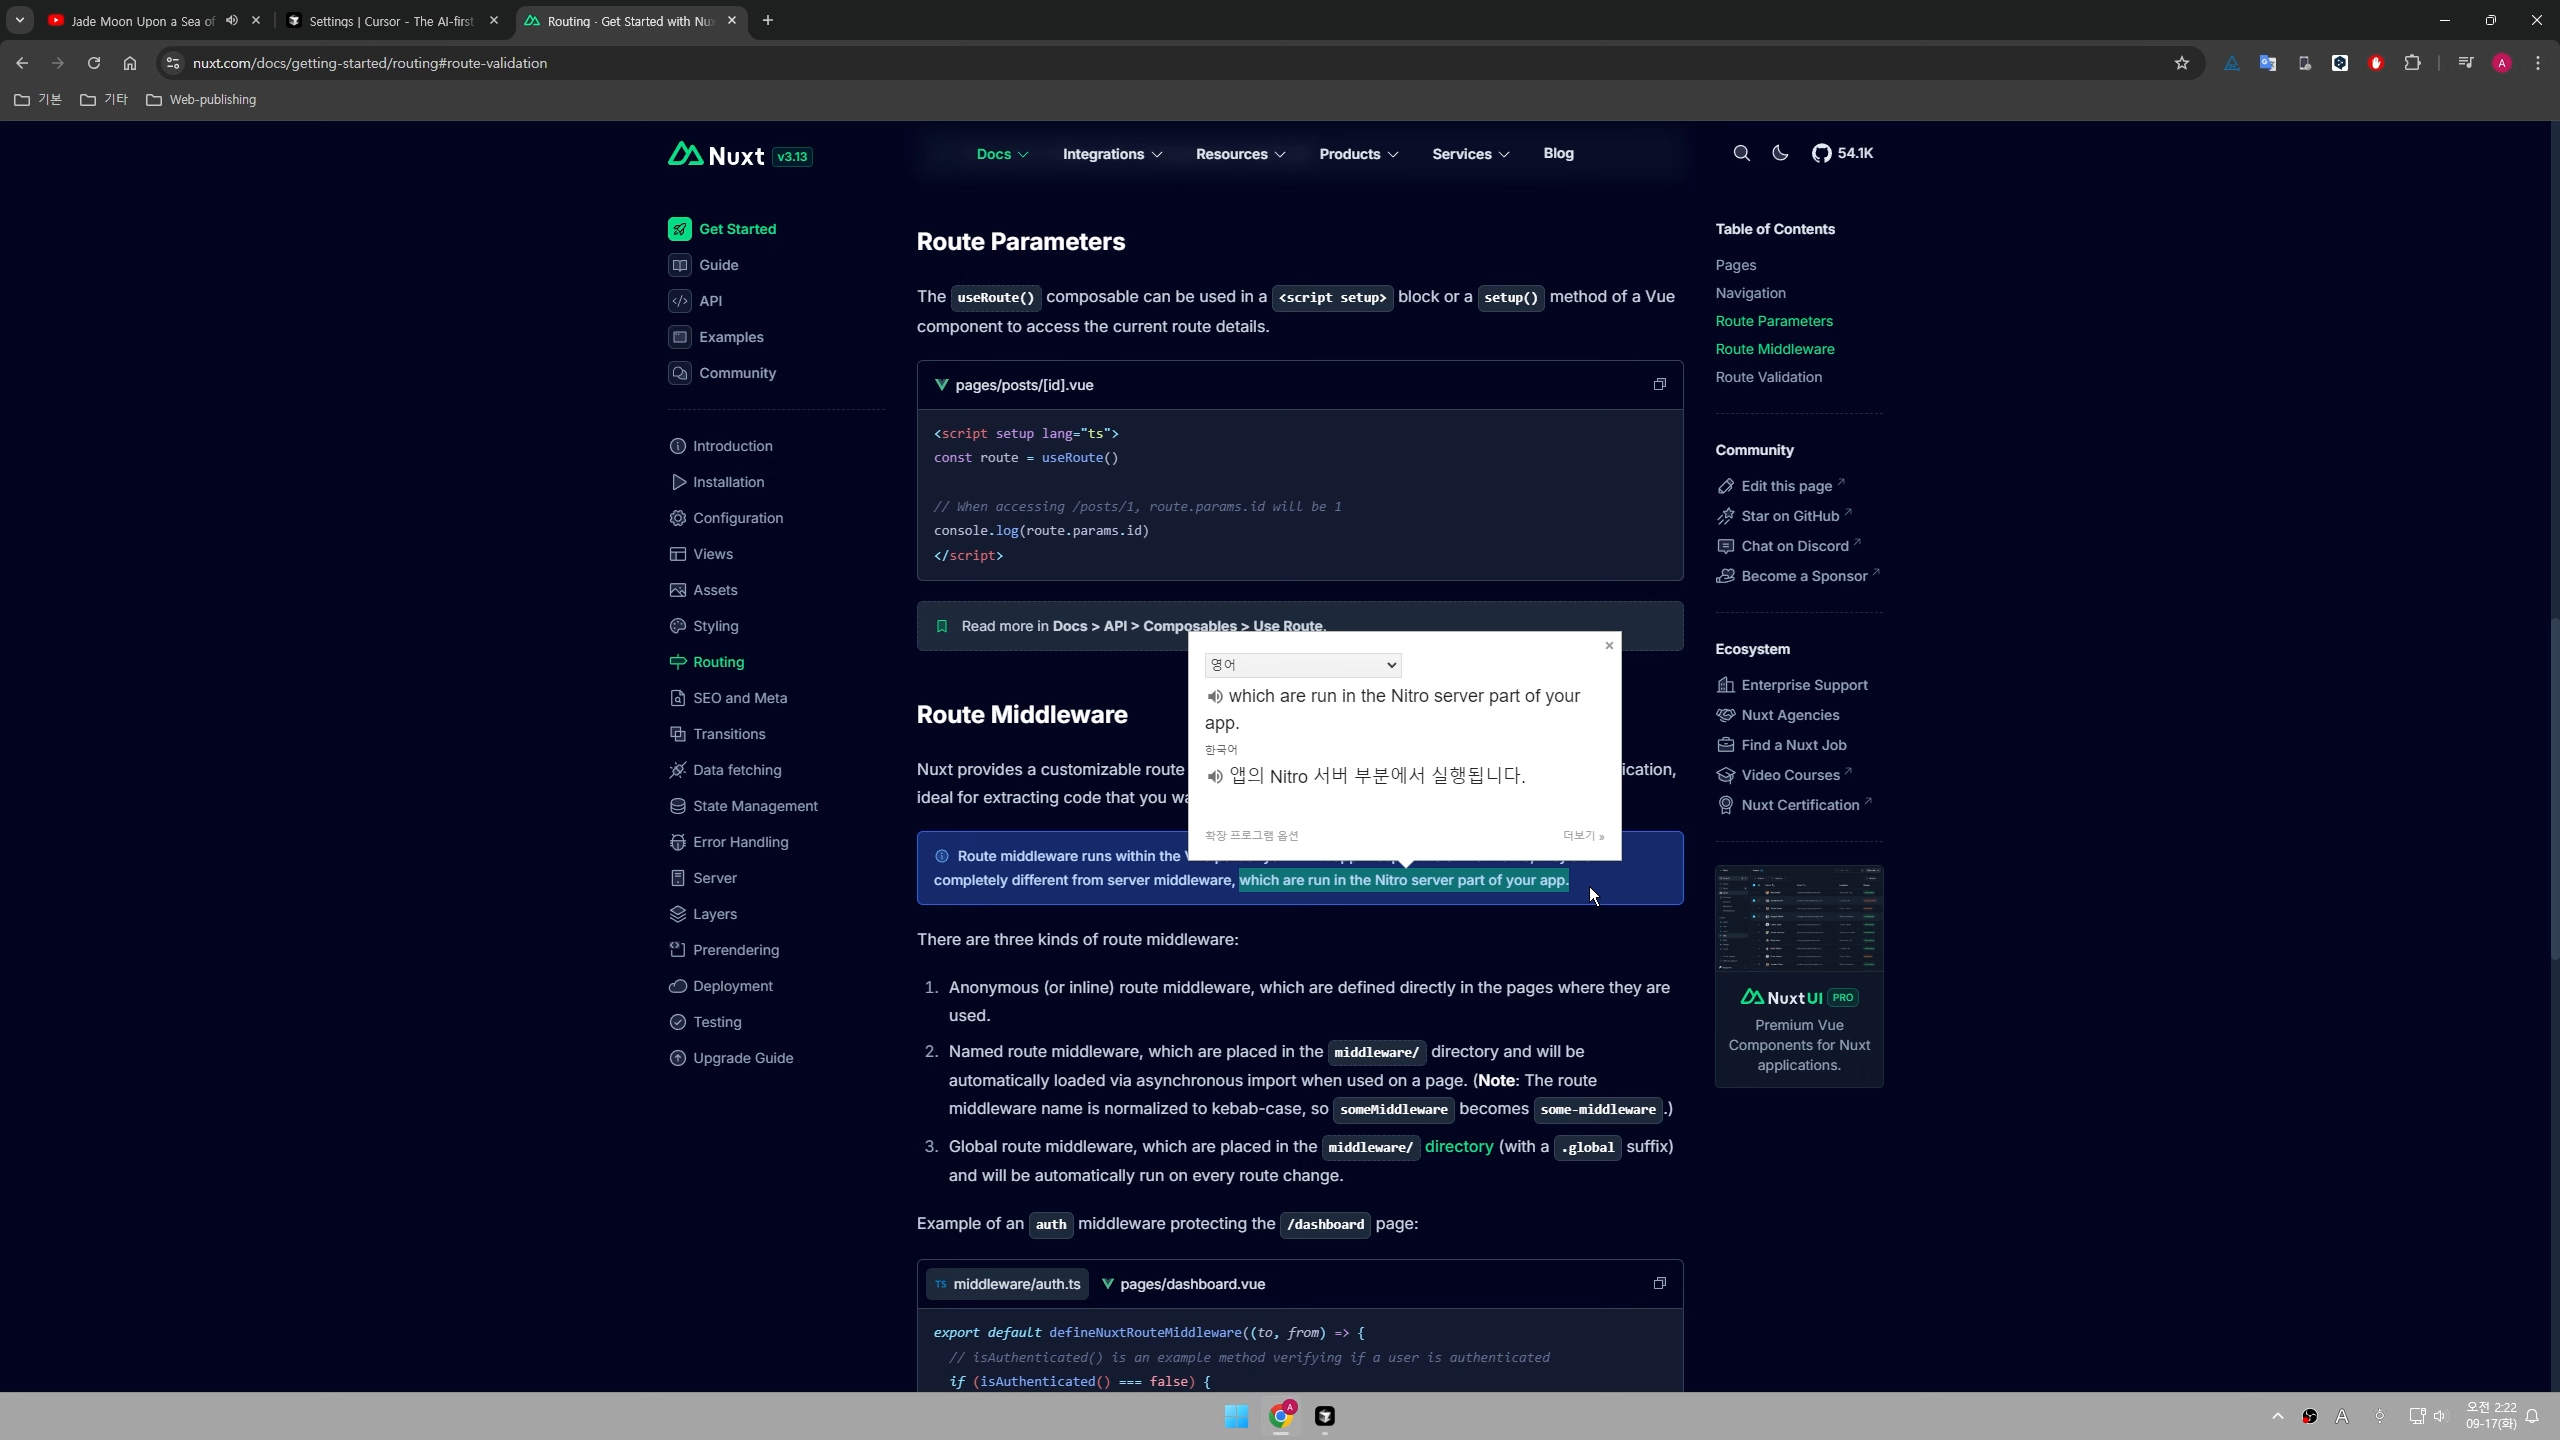 Jade Moon Upon a Sea of
Settings | Cursor - The AI-first
Routing · Get Started with Nux
nuxt.com/docs/getting-started/routing#route-validation
A
기본
기타
Web-publishing
Nuxt v3.13
Docs
Integrations
Resources
Products
Services
Blog
54.1K
Get Started
Guide
API
Examples
Community
Introduction
Installation
Configuration
Views
Assets
Styling
Routing
SEO and Meta
Transitions
Data fetching
State Management
Error Handling
Server
Layers
Prerendering
Deployment
Testing
Upgrade Guide
Route Parameters
The useRoute() composable can be used in a <script setup> block or a setup() method of a Vue
component to access the current route details.
pages/posts/[id].vue
<script setup lang="ts">
const route = useRoute()
// When accessing /posts/1, route.params.id will be 1
console.log(route.params.id)
</script>
Read more in Docs > API > Composables > Use Route.
영어
which are run in the Nitro server part of your
app.
한국어
앱의 Nitro 서버 부분에서 실행됩니다.
확장 프로그램 옵션
더보기 »
Route Middleware
Nuxt provides a customizable route
ication,
ideal for extracting code that you wa
Route middleware runs within the V
completely different from server middleware, which are run in the Nitro server part of your app.
There are three kinds of route middleware:
1. Anonymous (or inline) route middleware, which are defined directly in the pages where they are
used.
2. Named route middleware, which are placed in the middleware/ directory and will be
automatically loaded via asynchronous import when used on a page. (Note: The route
middleware name is normalized to kebab-case, so someMiddleware becomes some-middleware .)
3. Global route middleware, which are placed in the middleware/ directory (with a .global suffix)
and will be automatically run on every route change.
Example of an auth middleware protecting the /dashboard page:
TS middleware/auth.ts
pages/dashboard.vue
export default defineNuxtRouteMiddleware((to, from) => {
// isAuthenticated() is an example method verifying if a user is authenticated
if (isAuthenticated() === false) {
Table of Contents
Pages
Navigation
Route Parameters
Route Middleware
Route Validation
Community
Edit this page
Star on GitHub
Chat on Discord
Become a Sponsor
Ecosystem
Enterprise Support
Nuxt Agencies
Find a Nuxt Job
Video Courses
Nuxt Certification
NuxtUI PRO
Premium Vue
Components for Nuxt
applications.
A
A
오전 2:22
09-17(화)